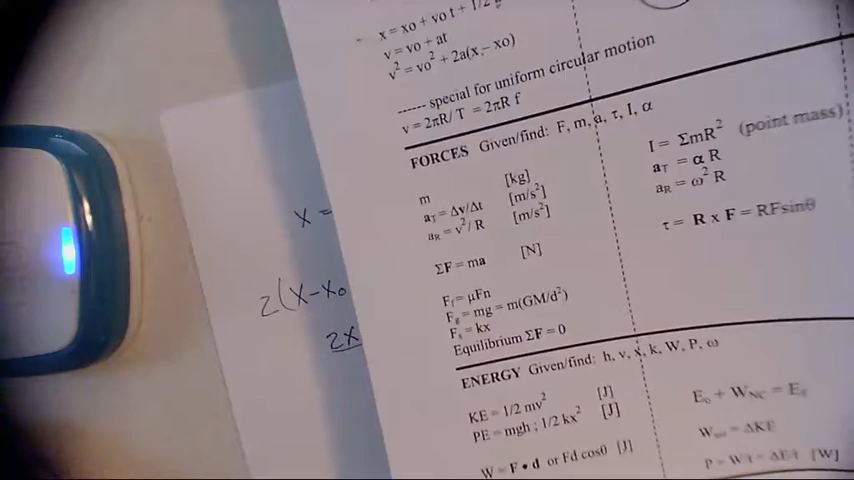 x = xo + vo t + 1/2
v = vo + at
v² = vo² + 2a(x - xo)
------ special for uniform circular motion
v = 2πR/ T = 2πR f
FORCES Given/find: F, m, a, τ, I, α
m [kg]
aT = Δv/Δt [m/s²]
aR = v²/ R [m/s²]
ΣF = ma [N]
Ff = μFn
Fg = mg = m(GM/d²)
Fs = kx
Equilibrium ΣF = 0
I = ΣmR² (point mass)
aT = α R
aR = ω² R
τ = R x F = RFsinθ
ENERGY Given/find: h, v, x, k, W, P, ω
KE = 1/2 mv² [J]
PE = mgh ; 1/2 kx² [J]
W = F • d or Fd cosθ [J]
Eo + WNC = Ef
= ΔKE
P = W/t = ΔE/t [W]
x =
2(x-xo
2x